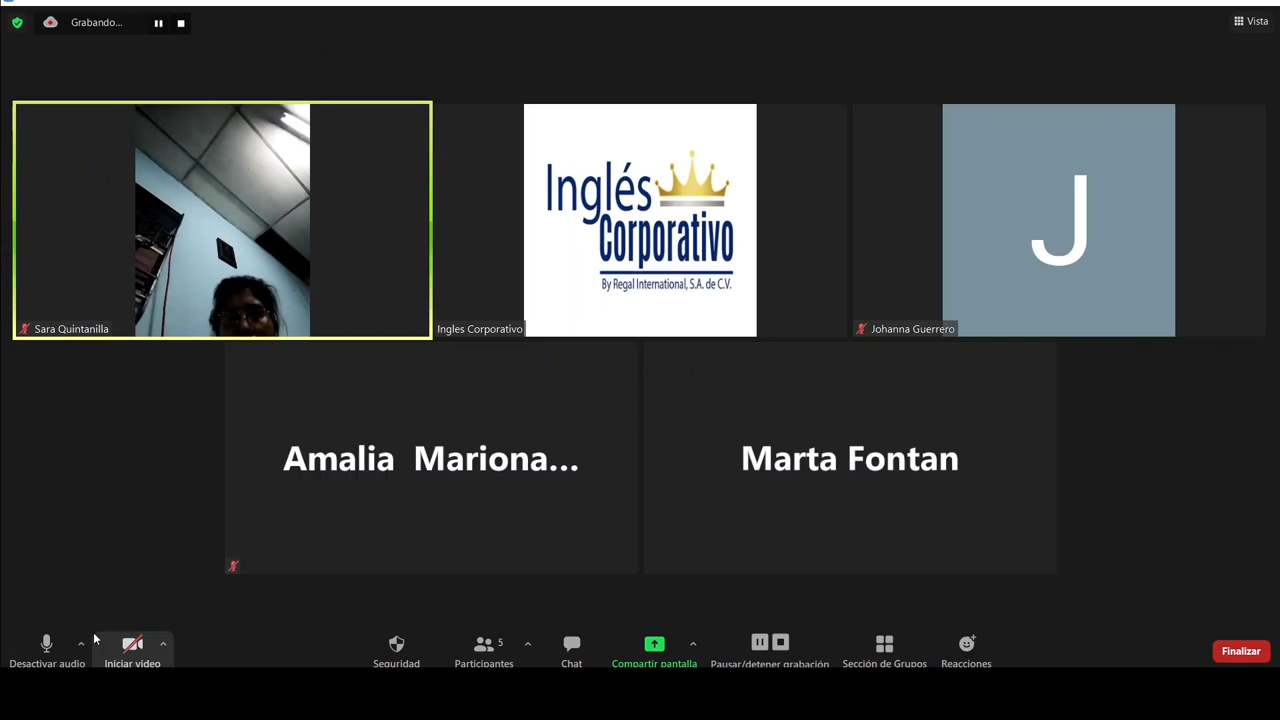 Grabando...
Vista
Sara Quintanilla
Inglés
Corporativo
By Regal International, S.A. de C.V.
Ingles Corporativo
J
Johanna Guerrero
Amalia Mariona...
Marta Fontan
Desactivar audio
Iniciar video
Seguridad
5
Participantes
Chat
Compartir pantalla
Pausar/detener grabación
Sección de Grupos
Reacciones
Finalizar